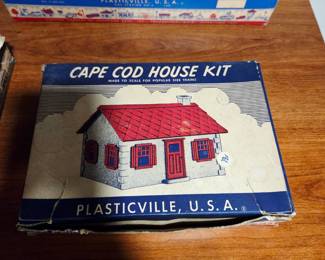 PLASTICVILLE, U.S.A.
CAPE COD HOUSE KIT
MADE TO SCALE FOR POPULAR SIZE TRAINS
PLASTICVILLE, U.S.A.®